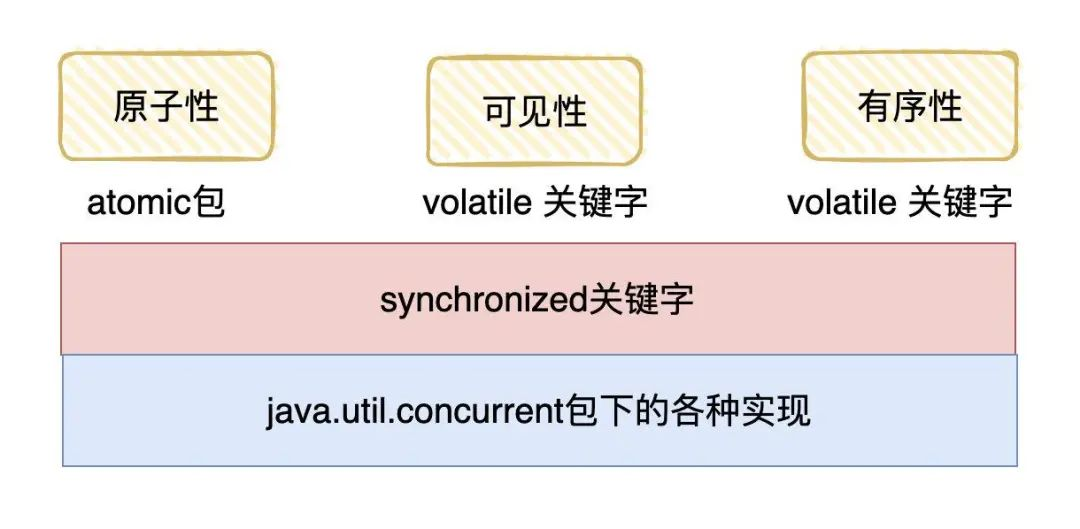 原子性
可见性
有序性
atomic包
volatile 关键字
volatile 关键字
synchronized关键字
java.util.concurrent包下的各种实现